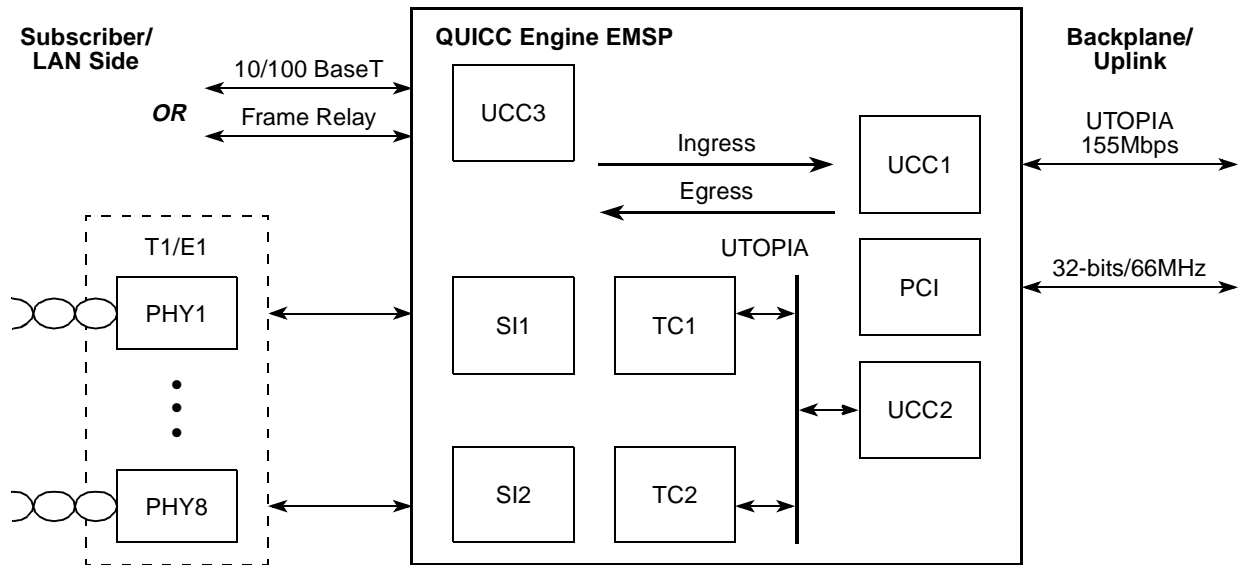 Subscriber/
LAN Side
QUICC Engine EMSP
Backplane/
Uplink
10/100 BaseT
OR
Frame Relay
UCC3
Ingress
Egress
UCC1
UTOPIA
155Mbps
T1/E1
UTOPIA
PCI
32-bits/66MHz
PHY1
SI1
TC1
UCC2
PHY8
SI2
TC2